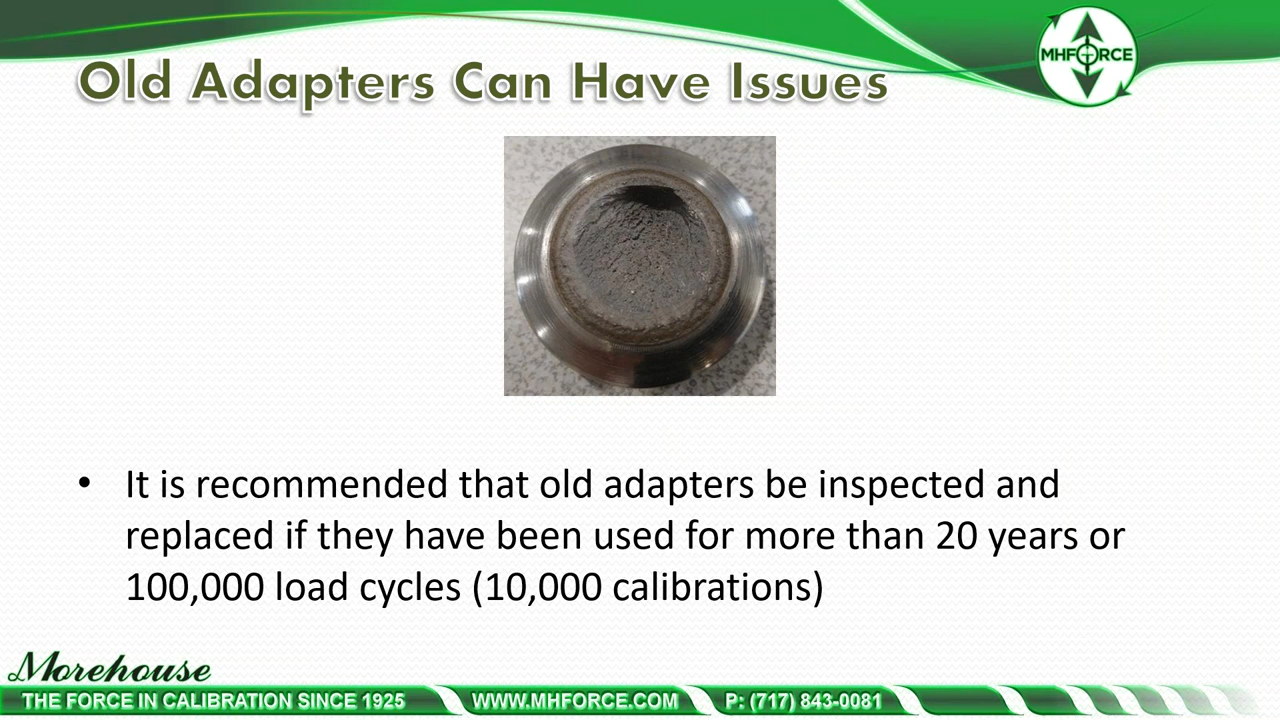 Old Adapters Can Have Issues
MHFORCE
• It is recommended that old adapters be inspected and
replaced if they have been used for more than 20 years or
100,000 load cycles (10,000 calibrations)
Morehouse
THE FORCE IN CALIBRATION SINCE 1925 WWW.MHFORCE.COM P: (717) 843-0081